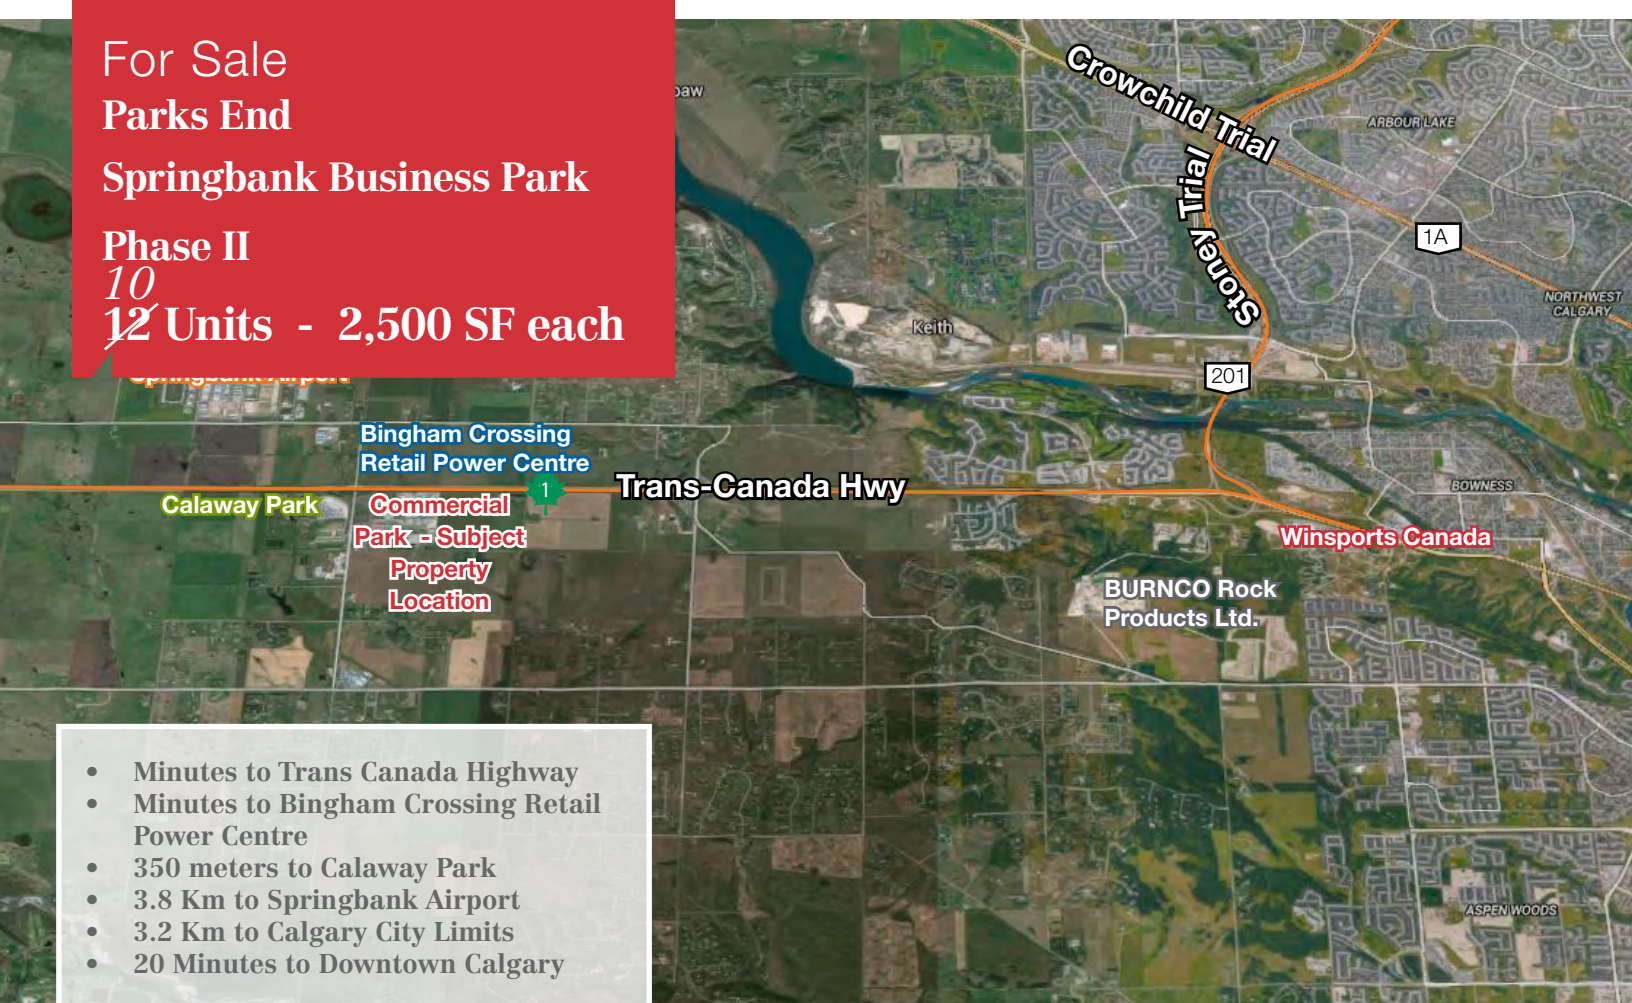 For Sale
Parks End
Springbank Business Park
Phase II
10
12 Units - 2,500 SF each
Springbank Airport
Bingham Crossing
Retail Power Centre
1
Trans-Canada Hwy
Calaway Park
Commercial
Park - Subject
Property
Location
Crowchild Trial
Stoney Trial
ARBOUR LAKE
1A
NORTHWEST
CALGARY
Keith
201
BOWNESS
Winsports Canada
BURNCO Rock
Products Ltd.
ASPEN WOODS
• Minutes to Trans Canada Highway
• Minutes to Bingham Crossing Retail
Power Centre
• 350 meters to Calaway Park
• 3.8 Km to Springbank Airport
• 3.2 Km to Calgary City Limits
• 20 Minutes to Downtown Calgary